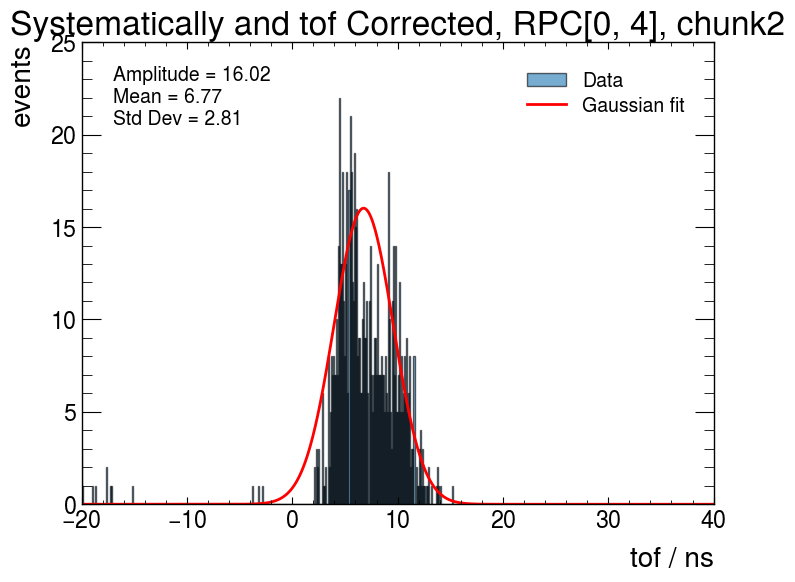 Systematically and tof Corrected, RPC[0, 4], chunk2
events
25
20
15
10
5
0
Amplitude = 16.02
Mean = 6.77
Std Dev = 2.81
Data
Gaussian fit
−20
−10
0
10
20
30
40
tof / ns